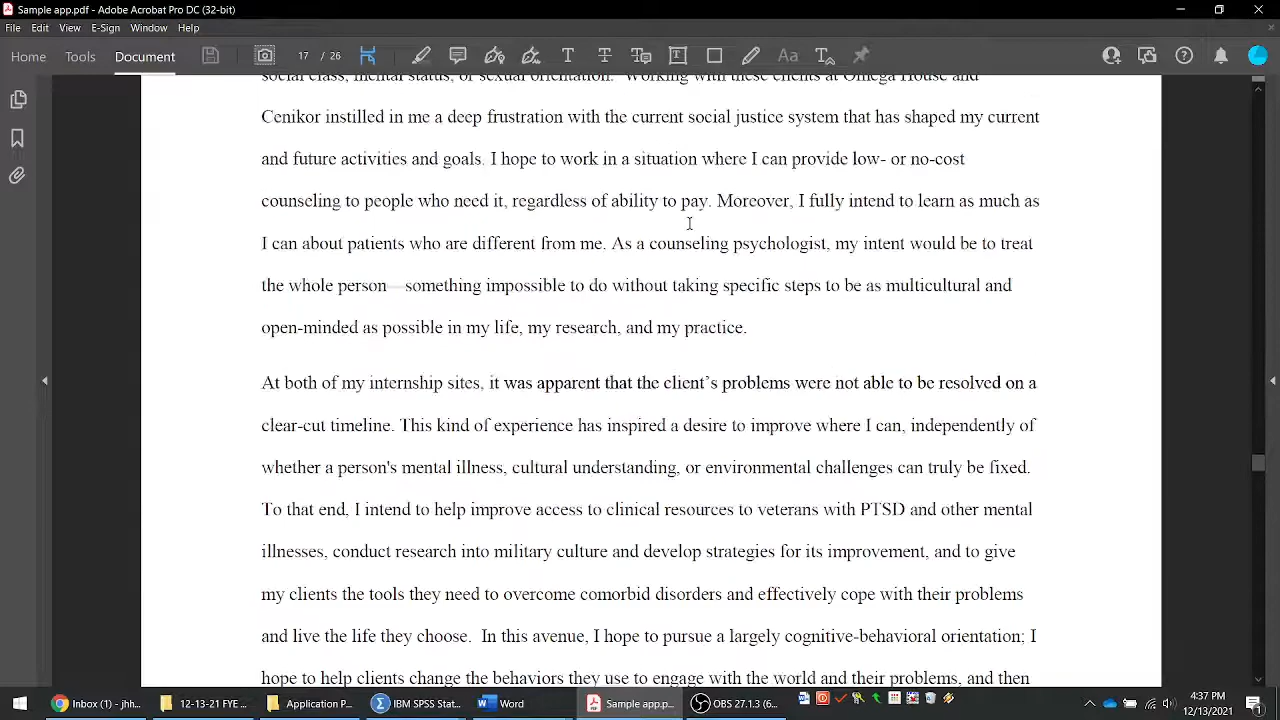 Sample app.pdf - Adobe Acrobat Pro DC (32-bit)
File Edit View E-Sign Window Help
Home Tools Document 17 / 26 Aa
social class, mental status, or sexual orientation.  Working with these clients at Omega House and
Cenikor instilled in me a deep frustration with the current social justice system that has shaped my current
and future activities and goals. I hope to work in a situation where I can provide low- or no-cost
counseling to people who need it, regardless of ability to pay. Moreover, I fully intend to learn as much as
I can about patients who are different from me. As a counseling psychologist, my intent would be to treat
the whole person—something impossible to do without taking specific steps to be as multicultural and
open-minded as possible in my life, my research, and my practice.
At both of my internship sites, it was apparent that the client’s problems were not able to be resolved on a
clear-cut timeline. This kind of experience has inspired a desire to improve where I can, independently of
whether a person's mental illness, cultural understanding, or environmental challenges can truly be fixed.
To that end, I intend to help improve access to clinical resources to veterans with PTSD and other mental
illnesses, conduct research into military culture and develop strategies for its improvement, and to give
my clients the tools they need to overcome comorbid disorders and effectively cope with their problems
and live the life they choose.  In this avenue, I hope to pursue a largely cognitive-behavioral orientation; I
hope to help clients change the behaviors they use to engage with the world and their problems, and then
Inbox (1) - jhh... 12-13-21 FYE ... Application P... IBM SPSS Stati... Word Sample app.p... OBS 27.1.3 (6... 4:37 PM
12/13/2021